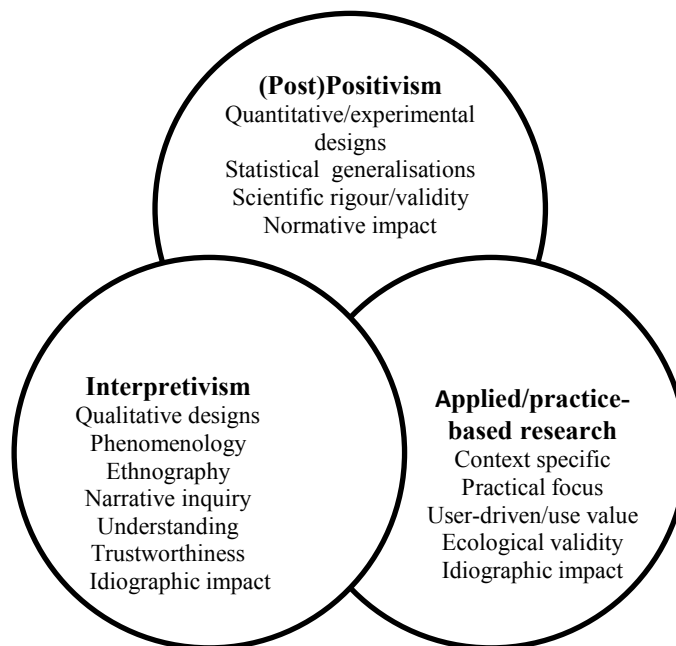 (Post)Positivism
Quantitative/experimental
designs
Statistical generalisations
Scientific rigour/validity
Normative impact
Interpretivism
Qualitative designs
Phenomenology
Ethnography
Narrative inquiry
Understanding
Trustworthiness
Idiographic impact
Applied/practice-
based research
Context specific
Practical focus
User-driven/use value
Ecological validity
Idiographic impact